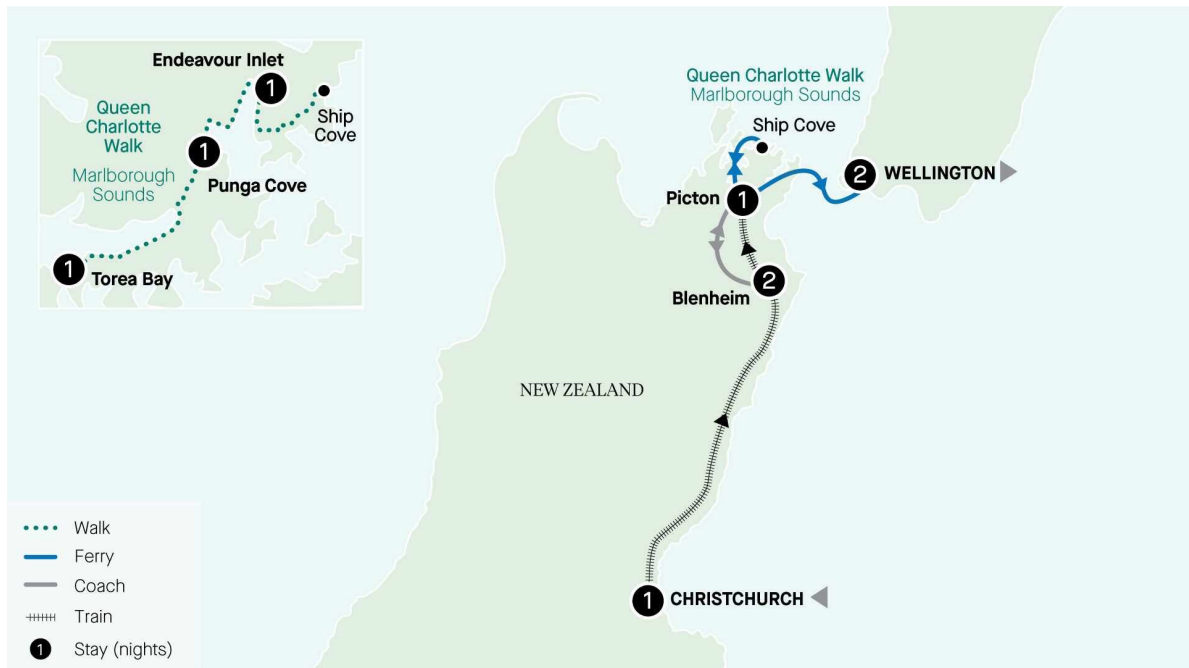 Endeavour Inlet
1
Ship
Cove
Queen
Charlotte
Walk
1
Marlborough
Sounds
Punga Cove
1
Torea Bay
Queen Charlotte Walk
Marlborough Sounds
Ship Cove
2
WELLINGTON
Picton
1
2
Blenheim
NEW ZEALAND
1
CHRISTCHURCH
Walk
Ferry
Coach
Train
1
Stay (nights)